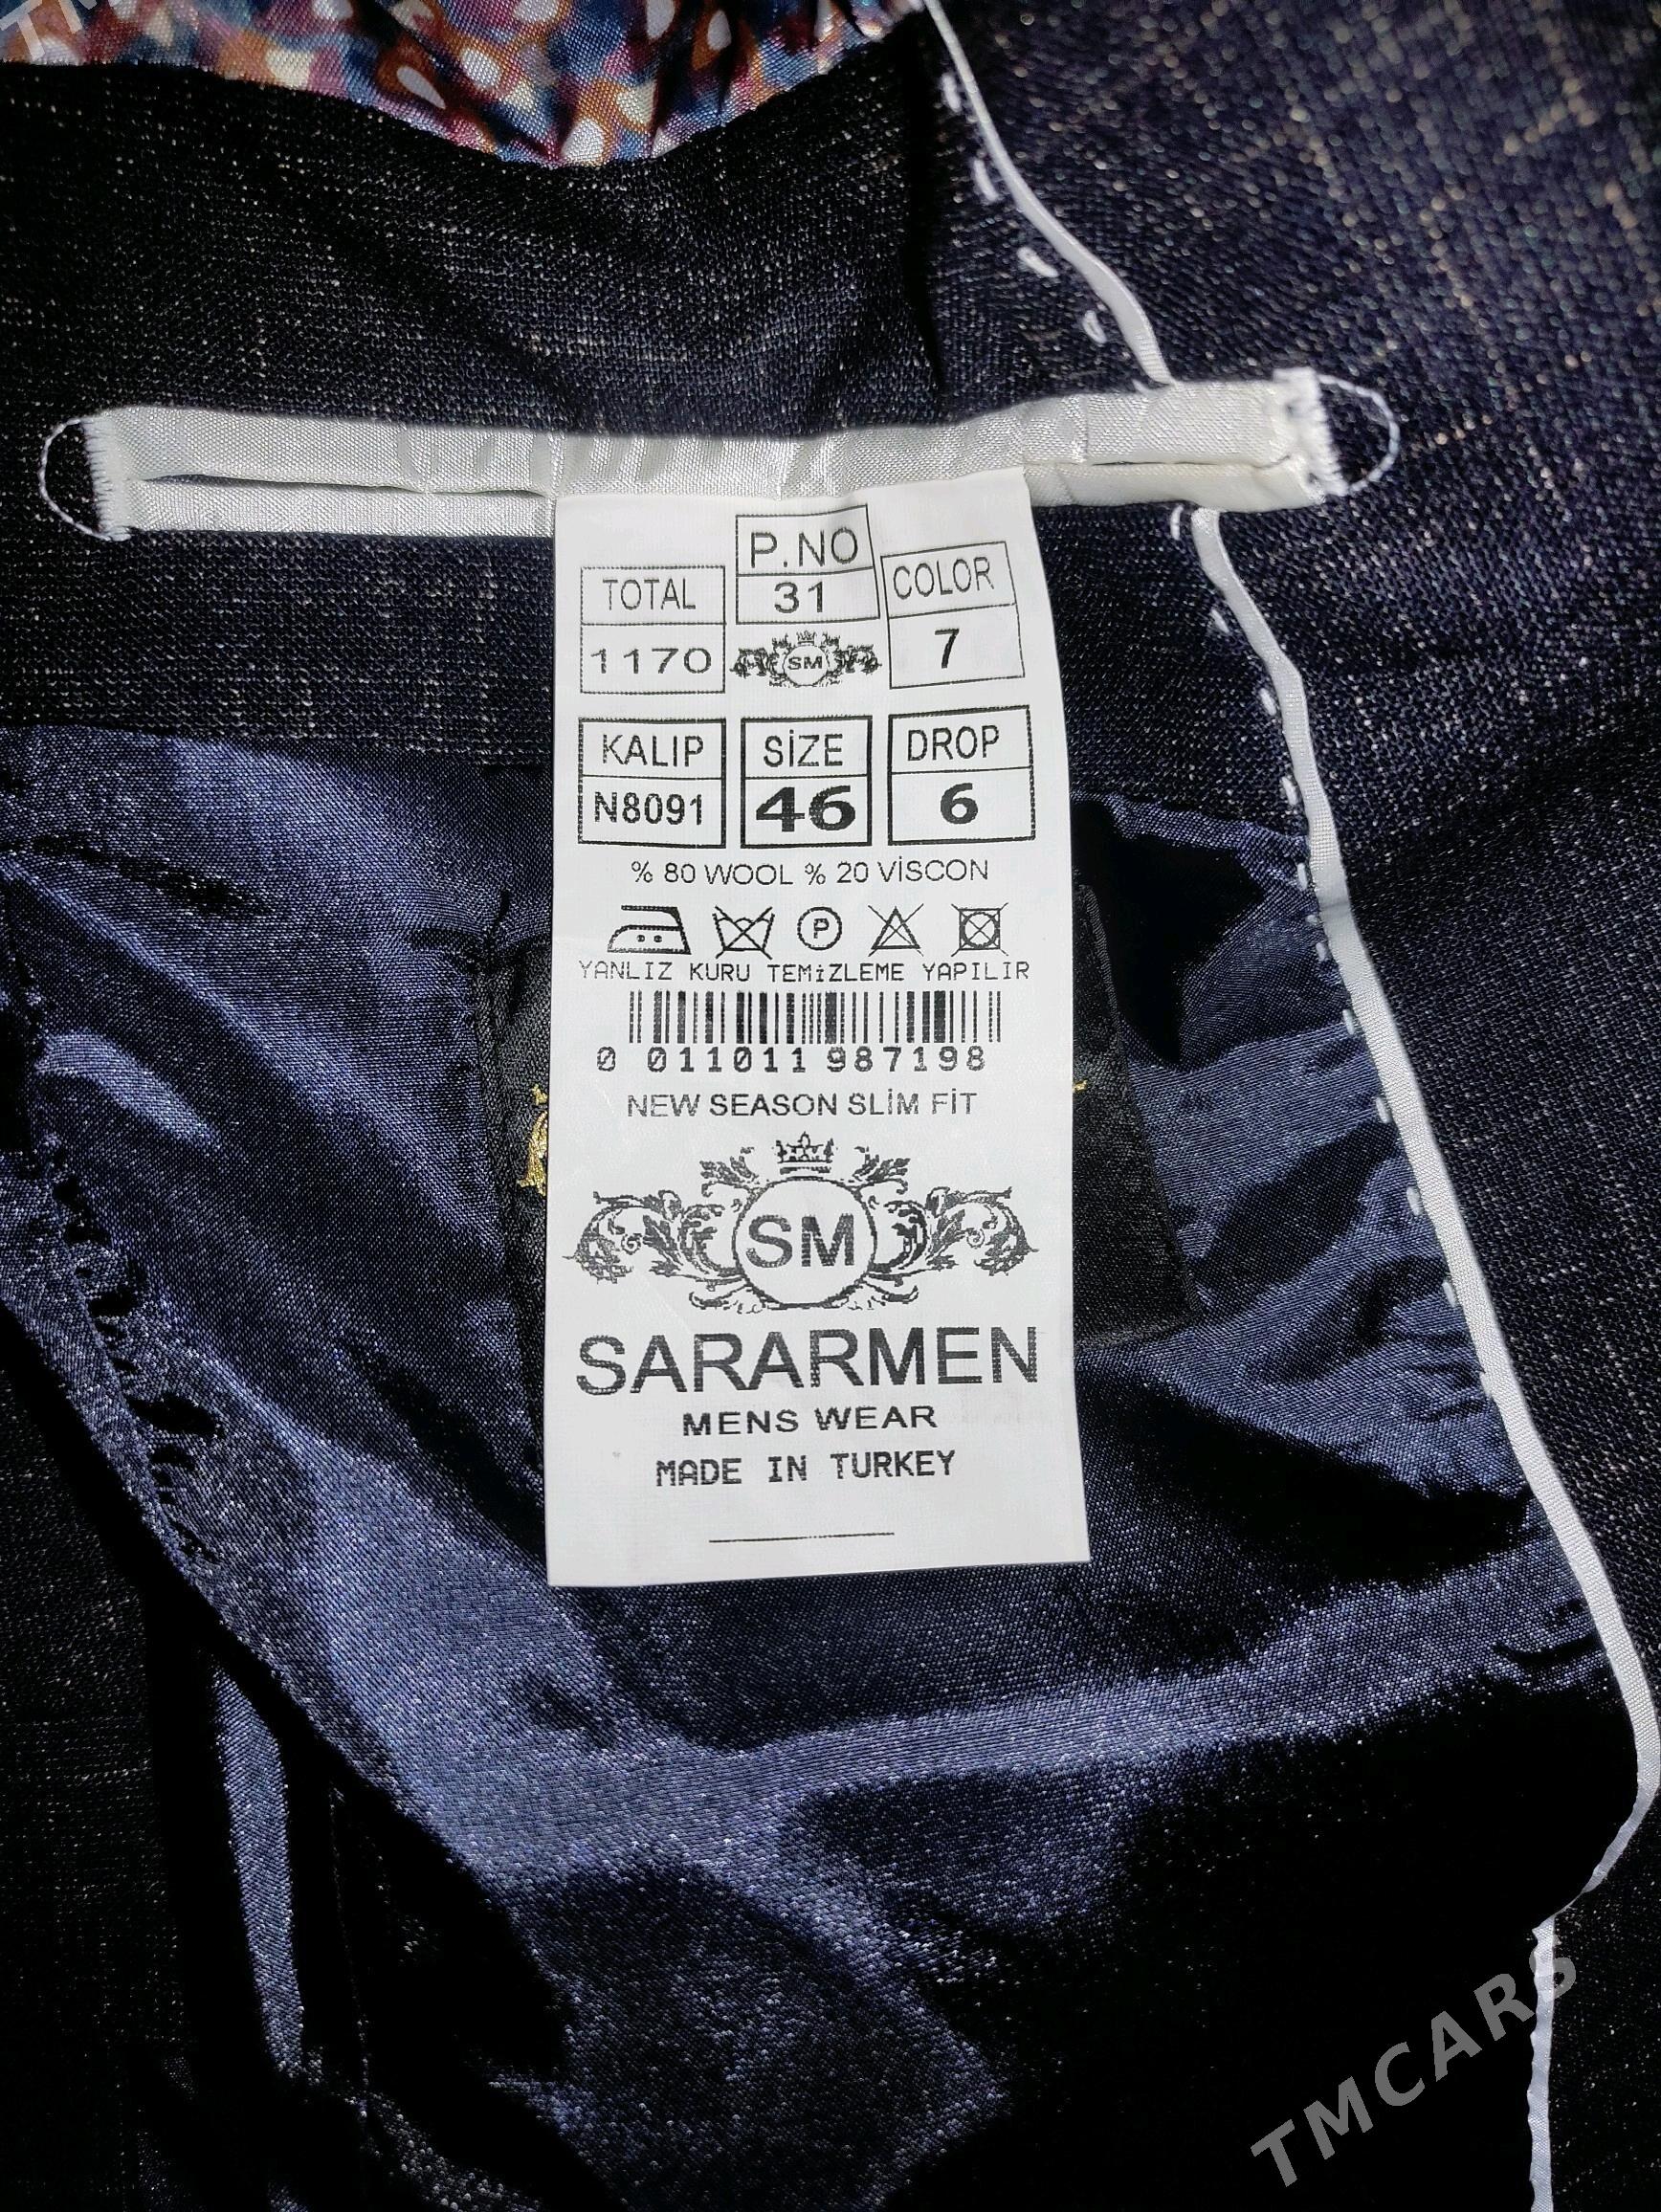 P.NO
31
TOTAL
1170
COLOR
7
SM
KALIP
N8091
SİZE
46
DROP
6
% 80 WOOL % 20 VİSCON
P
YANLIZ KURU TEMİZLEME YAPILIR
0 011011 987198
NEW SEASON SLİM FİT
SM
SARARMEN
MENS WEAR
MADE IN TURKEY
TMCARS